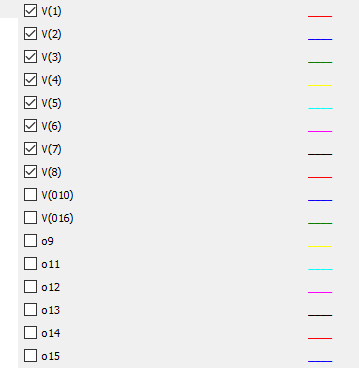 V(1)
V(2)
V(3)
V(4)
V(5)
V(6)
V(7)
V(8)
V(010)
V(016)
o9
o11
o12
o13
o14
o15